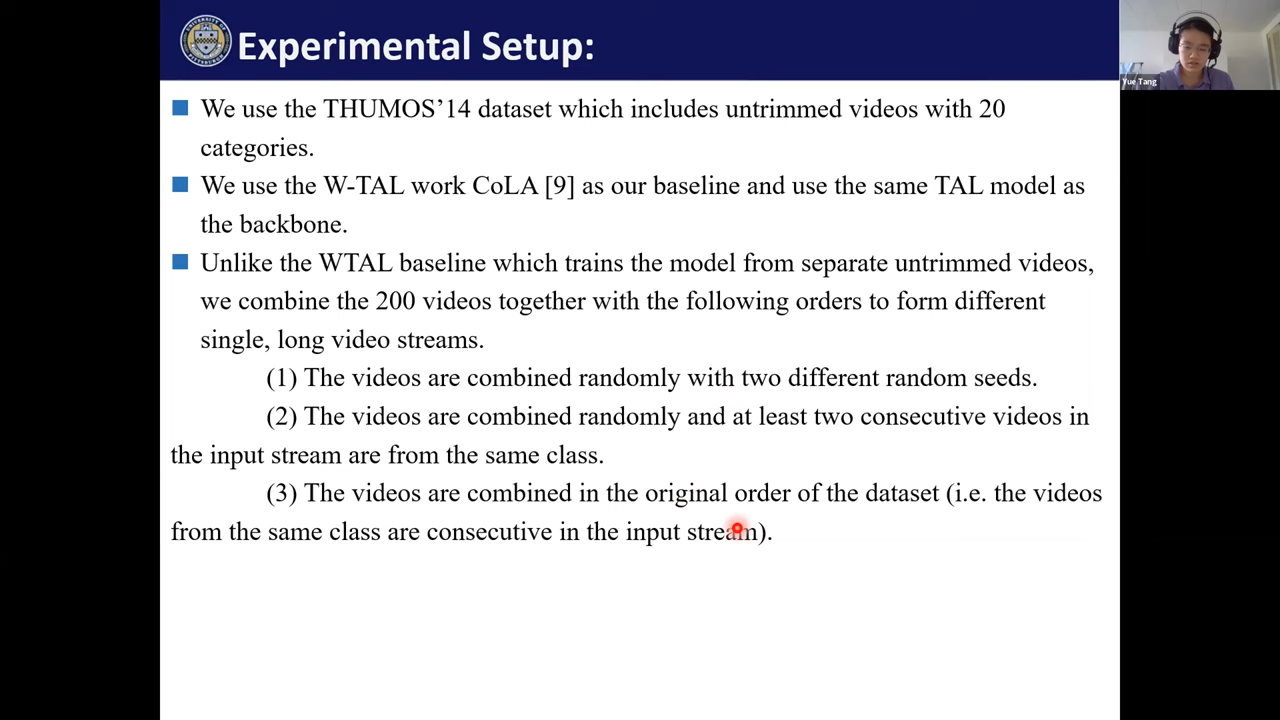 Experimental Setup:
Yue Tang
We use the THUMOS’14 dataset which includes untrimmed videos with 20
categories.
We use the W-TAL work CoLA [9] as our baseline and use the same TAL model as
the backbone.
Unlike the WTAL baseline which trains the model from separate untrimmed videos,
we combine the 200 videos together with the following orders to form different
single, long video streams.
(1) The videos are combined randomly with two different random seeds.
(2) The videos are combined randomly and at least two consecutive videos in
the input stream are from the same class.
(3) The videos are combined in the original order of the dataset (i.e. the videos
from the same class are consecutive in the input stream).